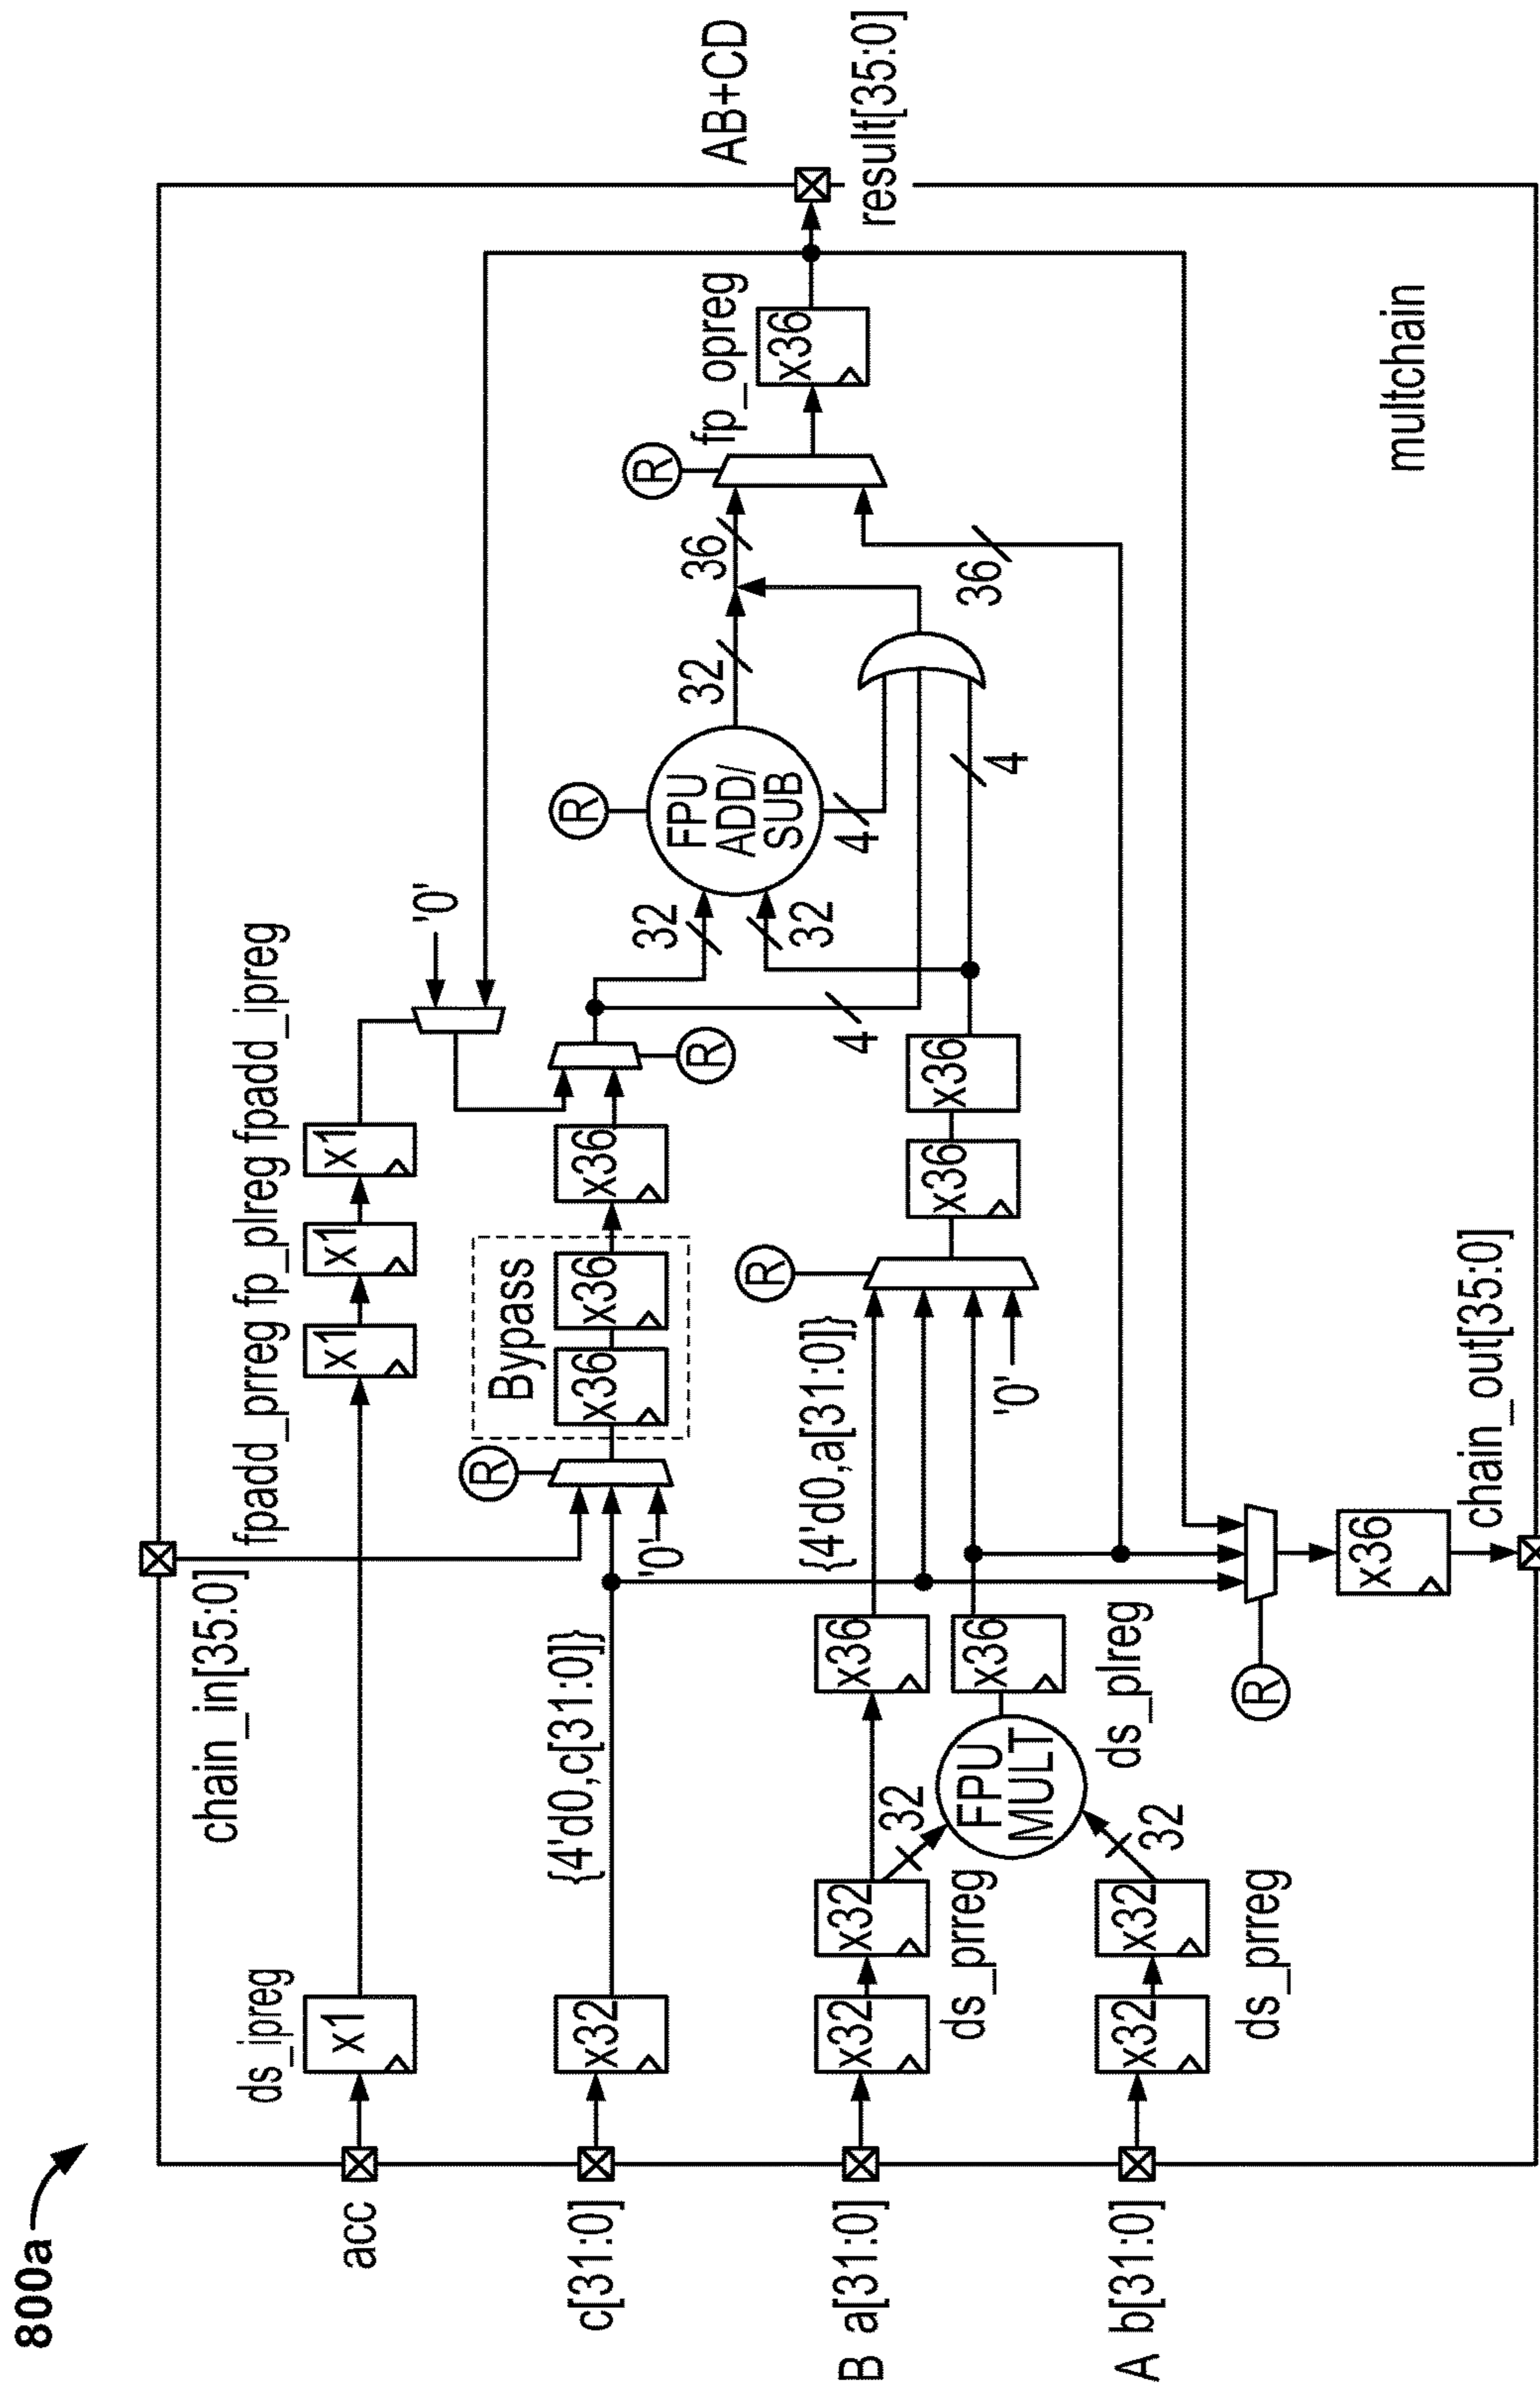 800a
chain_in[35:0]
ds_ipreg
fpadd_prreg
fp_plreg
fpadd_ipreg
acc
x1
x1
x1
x1
'0'
AB+CD
result[35:0]
c[31:0]
x32
{4'd0,c[31:0]}
'0'
R
Bypass
x36
x36
x36
R
32
32
R
FPU
ADD/
SUB
4
4
4
32
36
R
fp_opreg
x36
36
B
a[31:0]
x32
x32
ds_prreg
32
x36
{4'd0,a[31:0]}
'0'
R
x36
x36
FPU
MULT
x36
ds_plreg
A
b[31:0]
x32
x32
ds_prreg
32
R
x36
chain_out[35:0]
multchain